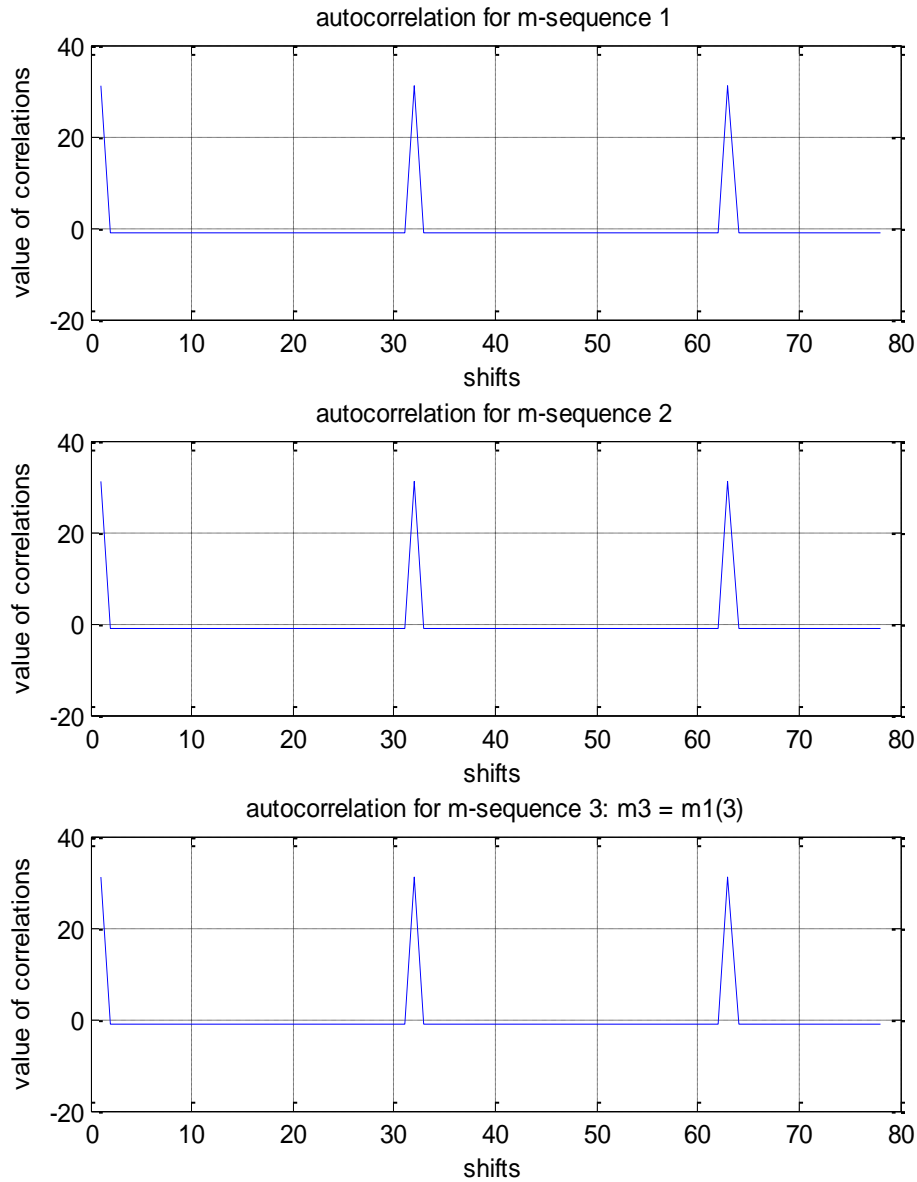 autocorrelation for m-sequence 1
40
20
0
-20
value of correlations
0 10 20 30 40 50 60 70 80
shifts
autocorrelation for m-sequence 2
40
20
0
-20
value of correlations
0 10 20 30 40 50 60 70 80
shifts
autocorrelation for m-sequence 3: m3 = m1(3)
40
20
0
-20
value of correlations
0 10 20 30 40 50 60 70 80
shifts